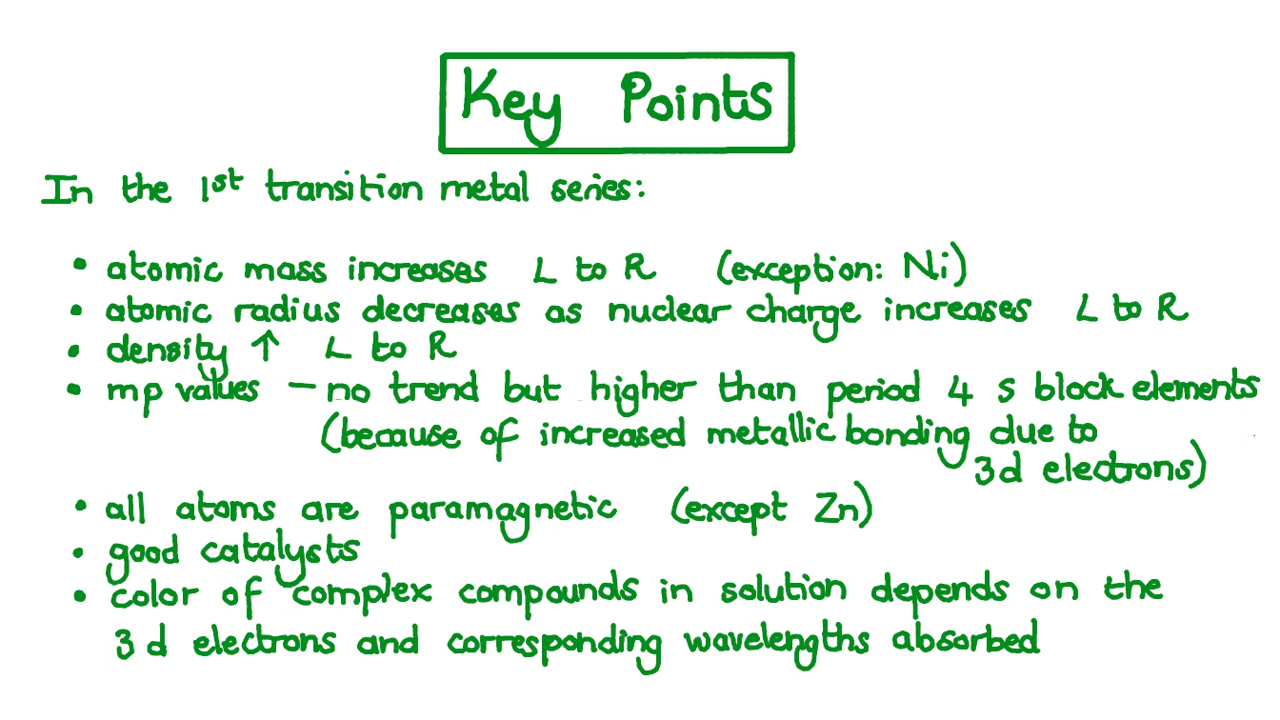 Key Points
In the 1st transition metal series:
• atomic mass increases L to R (exception: Ni)
• atomic radius decreases as nuclear charge increases L to R
• density ↑ L to R
• mp values — no trend but higher than period 4 s block elements
(because of increased metallic bonding due to
3d electrons)
• all atoms are paramagnetic (except Zn)
• good catalysts
• color of complex compounds in solution depends on the
3d electrons and corresponding wavelengths absorbed